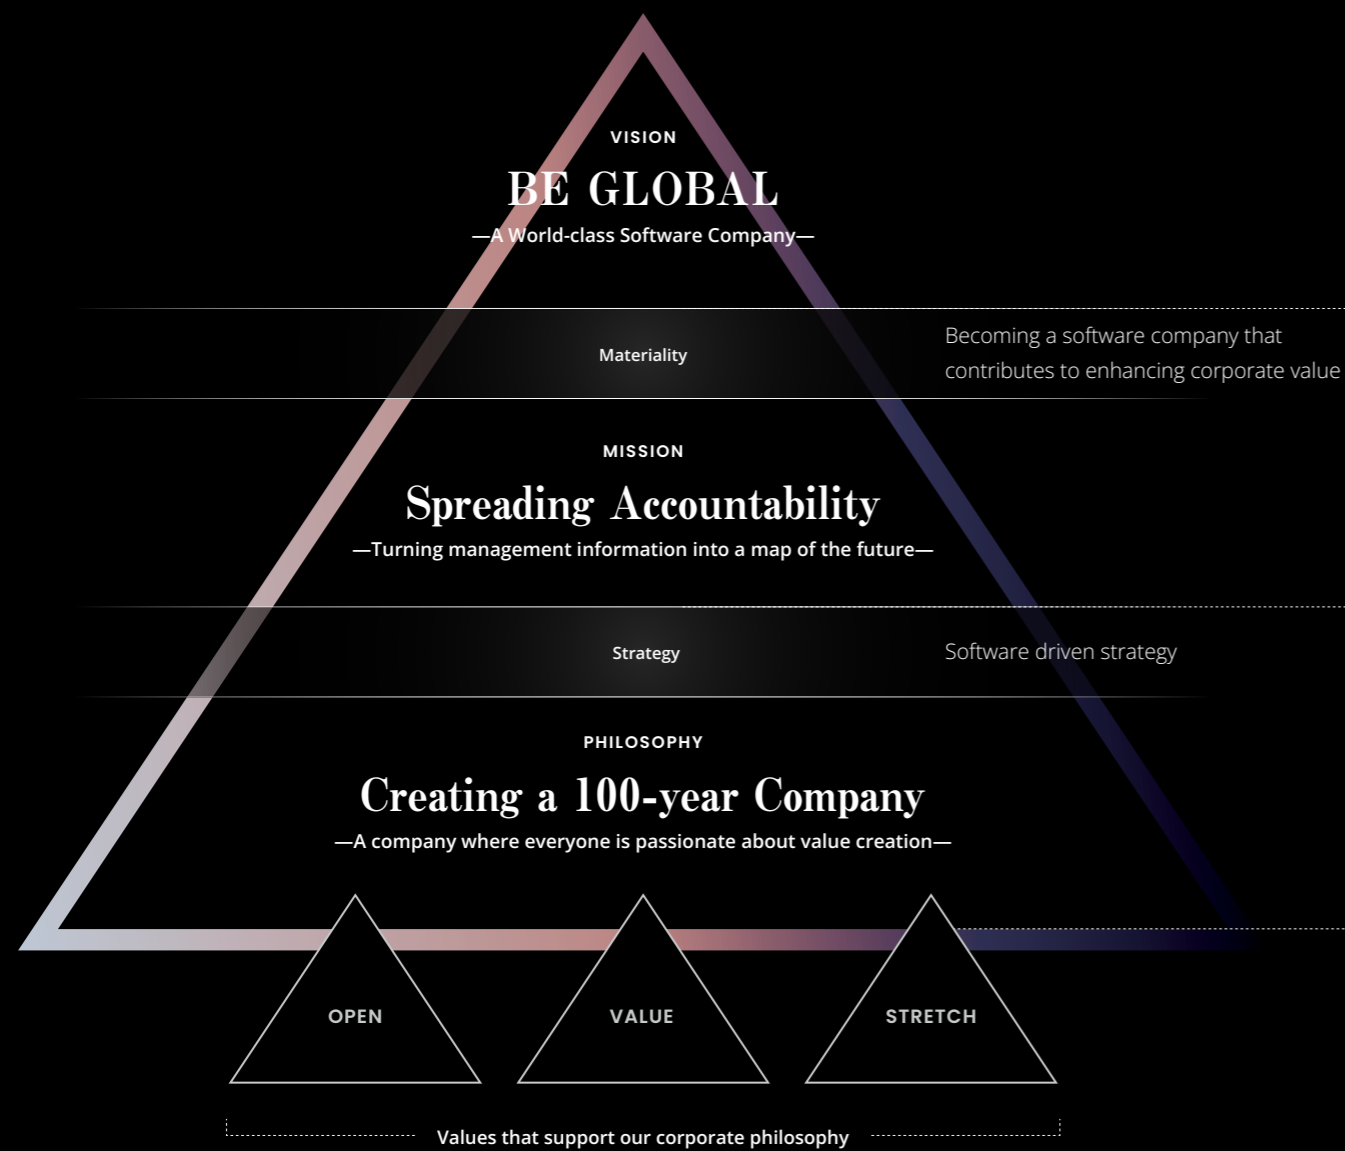 VISION
BE GLOBAL
—A World-class Software Company—
Materiality
Becoming a software company that
contributes to enhancing corporate value
MISSION
Spreading Accountability
—Turning management information into a map of the future—
Strategy
Software driven strategy
PHILOSOPHY
Creating a 100-year Company
—A company where everyone is passionate about value creation—
OPEN
VALUE
STRETCH
Values that support our corporate philosophy